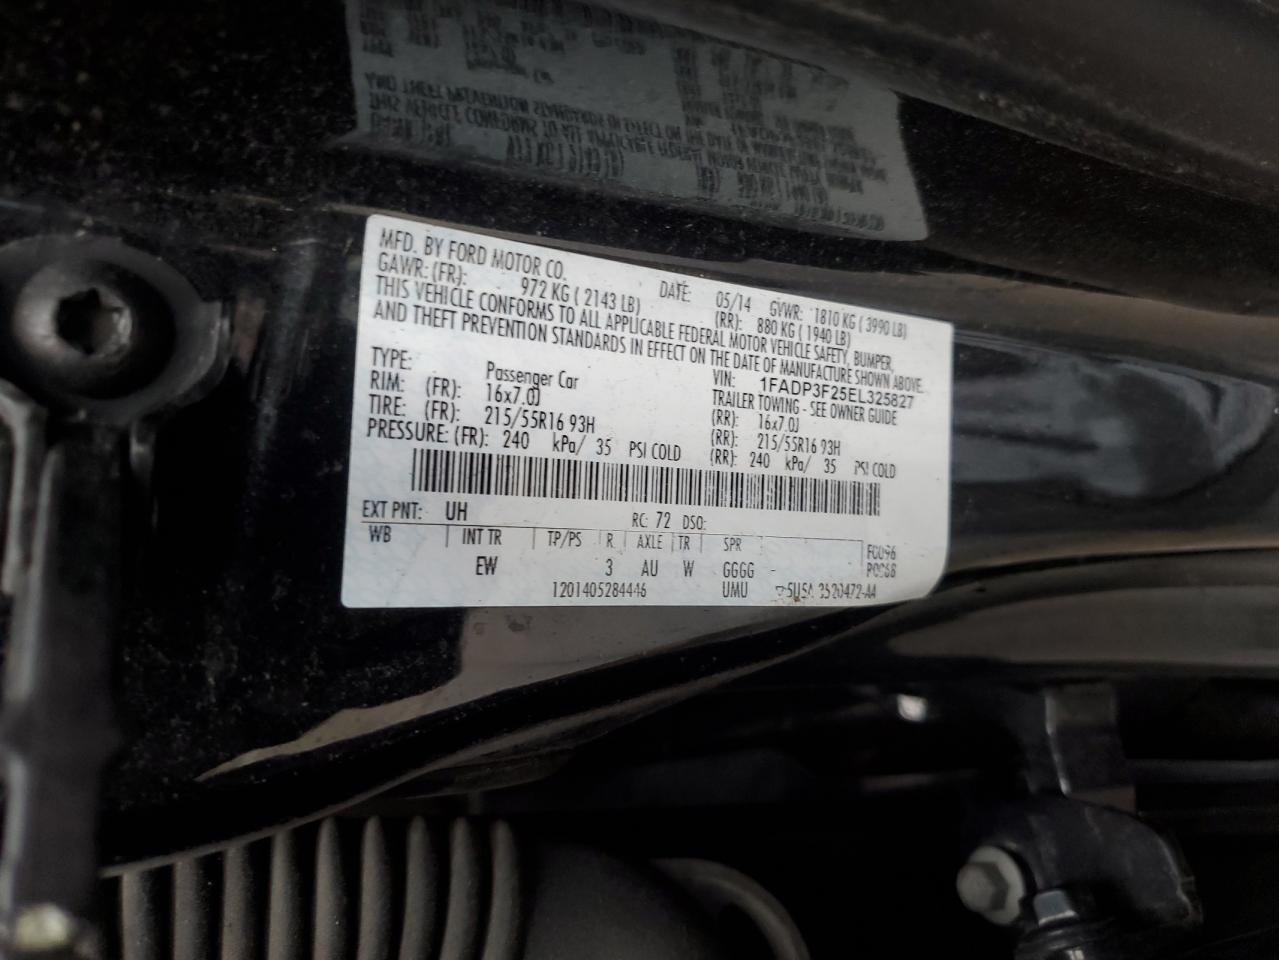 MFD. BY FORD MOTOR CO. DATE: 05/14 GVWR: 1810 KG ( 3990 LB)
GAWR: (FR): 972 KG ( 2143 LB) (RR): 880 KG ( 1940 LB)
THIS VEHICLE CONFORMS TO ALL APPLICABLE FEDERAL MOTOR VEHICLE SAFETY, BUMPER,
AND THEFT PREVENTION STANDARDS IN EFFECT ON THE DATE OF MANUFACTURE SHOWN ABOVE.
VIN: 1FADP3F25EL325827
TYPE: Passenger Car TRAILER TOWING - SEE OWNER GUIDE
RIM: (FR): 16x7.0J (RR): 16x7.0J
TIRE: (FR): 215/55R16 93H (RR): 215/55R16 93H
PRESSURE: (FR): 240 kPa/ 35 PSI COLD (RR): 240 kPa/ 35 PSI COLD
EXT PNT: UH RC: 72 DSO:
WB INT TR TP/PS R AXLE TR SPR
EW 3 AU W GGGG
1201405284446 UMU